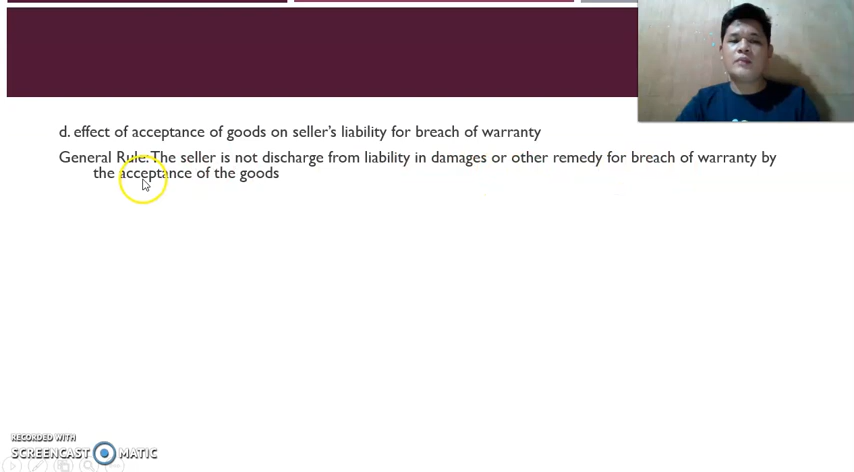 d. effect of acceptance of goods on seller's liability for breach of warranty
General Rule: The seller is not discharge from liability in damages or other remedy for breach of warranty by
the acceptance of the goods
RECORDED WITH
SCREENCAST MATIC